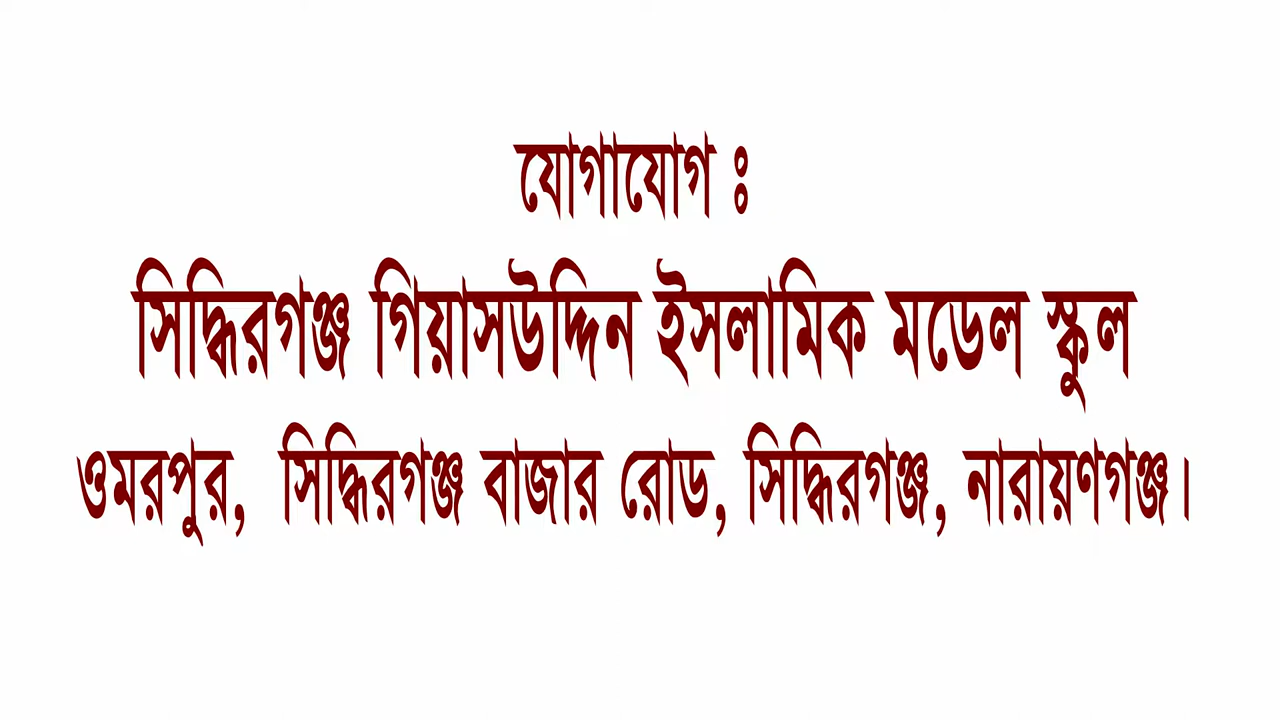 যোগাযোগ ঃ
সিদ্ধিরগঞ্জ গিয়াসউদ্দিন ইসলামিক মডেল স্কুল
ওমরপুর, সিদ্ধিরগঞ্জ বাজার রোড, সিদ্ধিরগঞ্জ, নারায়ণগঞ্জ।